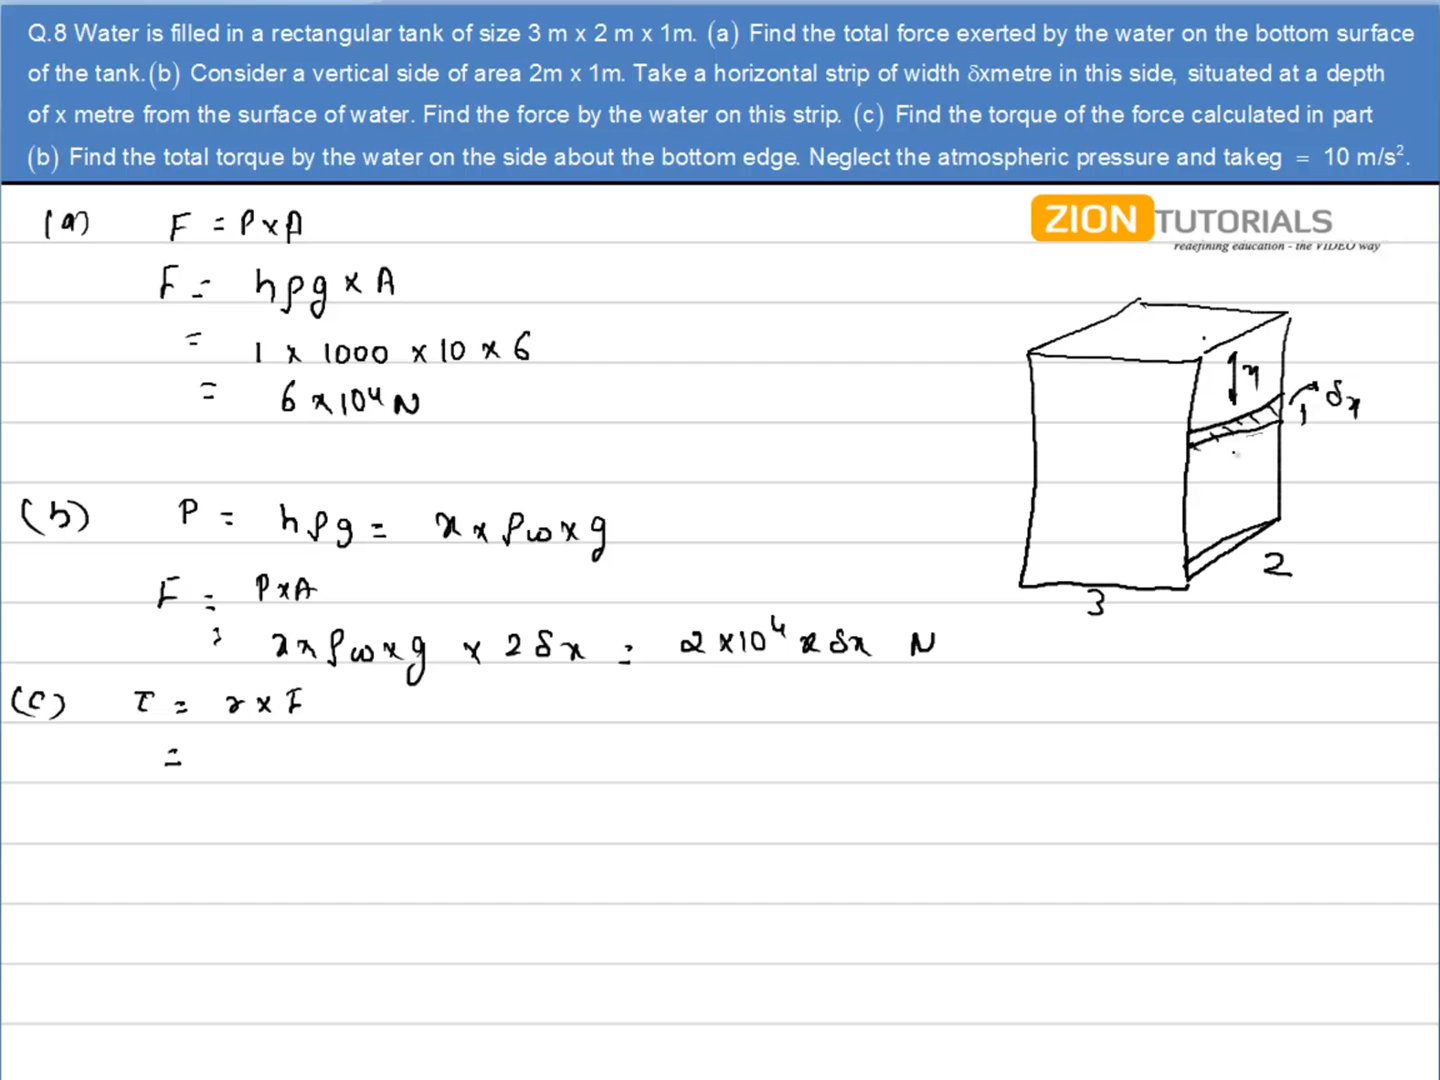 Q.8 Water is filled in a rectangular tank of size 3 m x 2 m x 1m. (a) Find the total force exerted by the water on the bottom surface
of the tank.(b) Consider a vertical side of area 2m x 1m. Take a horizontal strip of width δxmetre in this side, situated at a depth
of x metre from the surface of water. Find the force by the water on this strip. (c) Find the torque of the force calculated in part
(b) Find the total torque by the water on the side about the bottom edge. Neglect the atmospheric pressure and takeg = 10 m/s².
ZION TUTORIALS
redefining education - the VIDEO way
(a) F = P x A
F = hρg x A
= 1 x 1000 x 10 x 6
= 6 x 10⁴ N
x
δx
1
2
3
(b) P = hρg = x x ρω x g
F = P x A
= x x ρω x g x 2 δx = 2 x 10⁴ x δx N
(c) τ = r x F
=